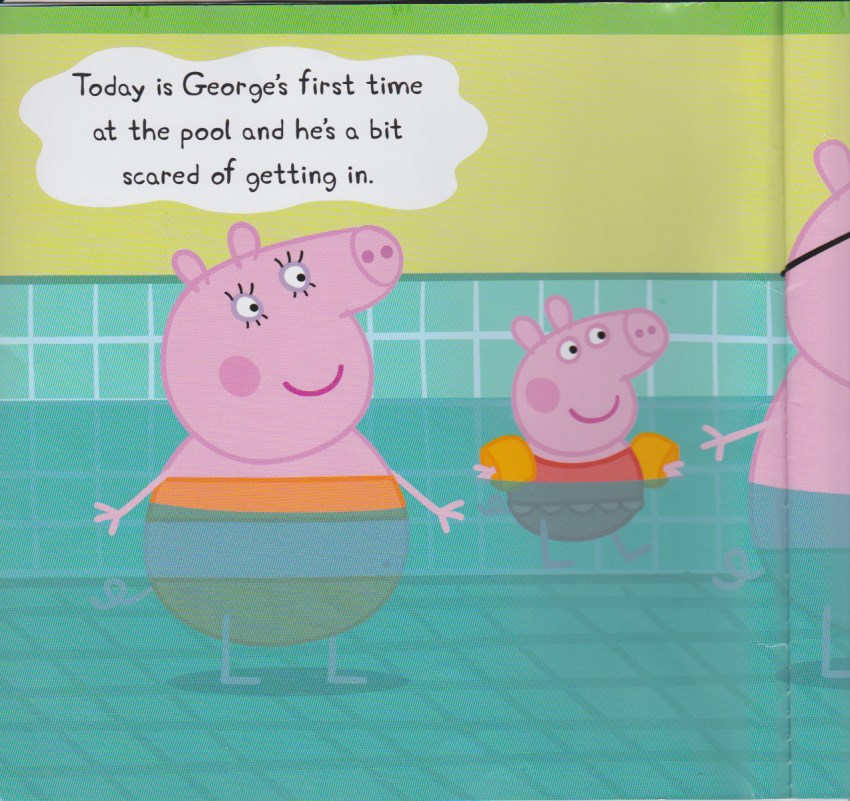 Today is George's first time
at the pool and he's a bit
scared of getting in.